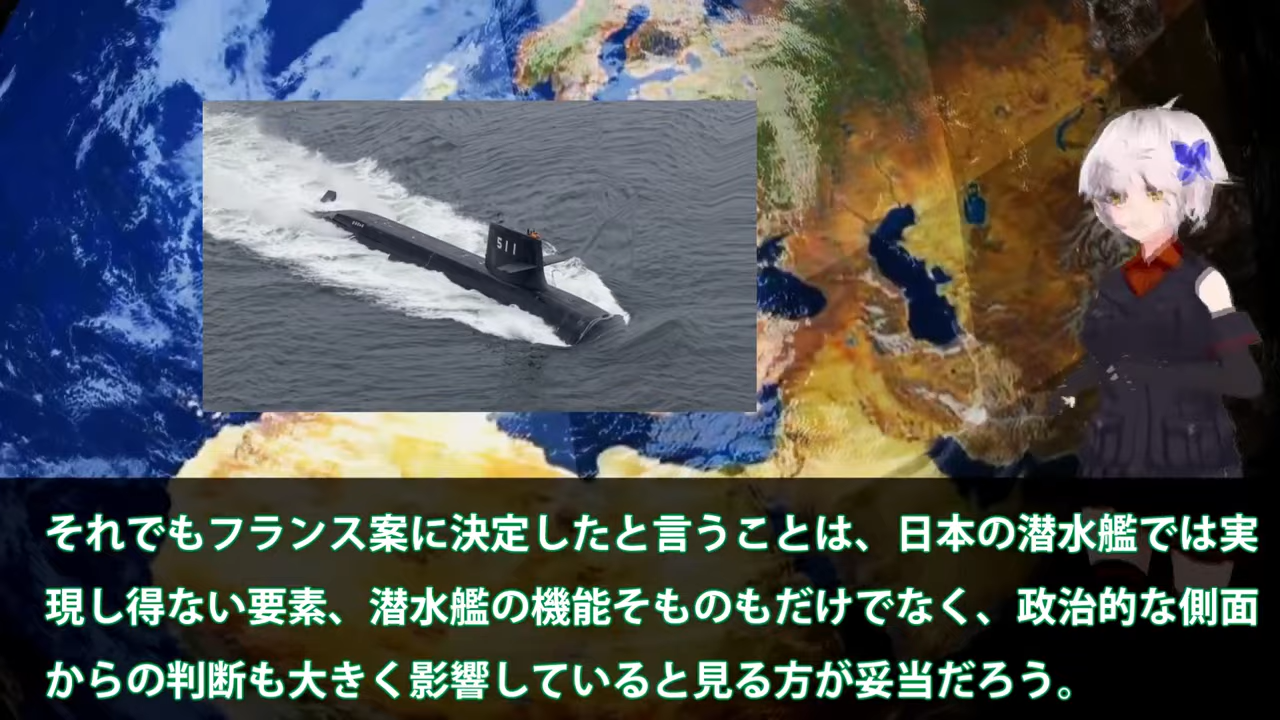 511
それでもフランス案に決定したと言うことは、日本の潜水艦では実
現し得ない要素、潜水艦の機能そものもだけでなく、政治的な側面
からの判断も大きく影響していると見る方が妥当だろう。